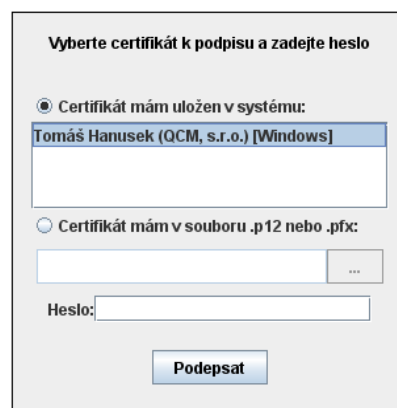 Vyberte certifikát k podpisu a zadejte heslo
Certifikát mám uložen v systému:
Tomáš Hanusek (QCM, s.r.o.) [Windows]
Certifikát mám v souboru .p12 nebo .pfx:
...
Heslo:
Podepsat